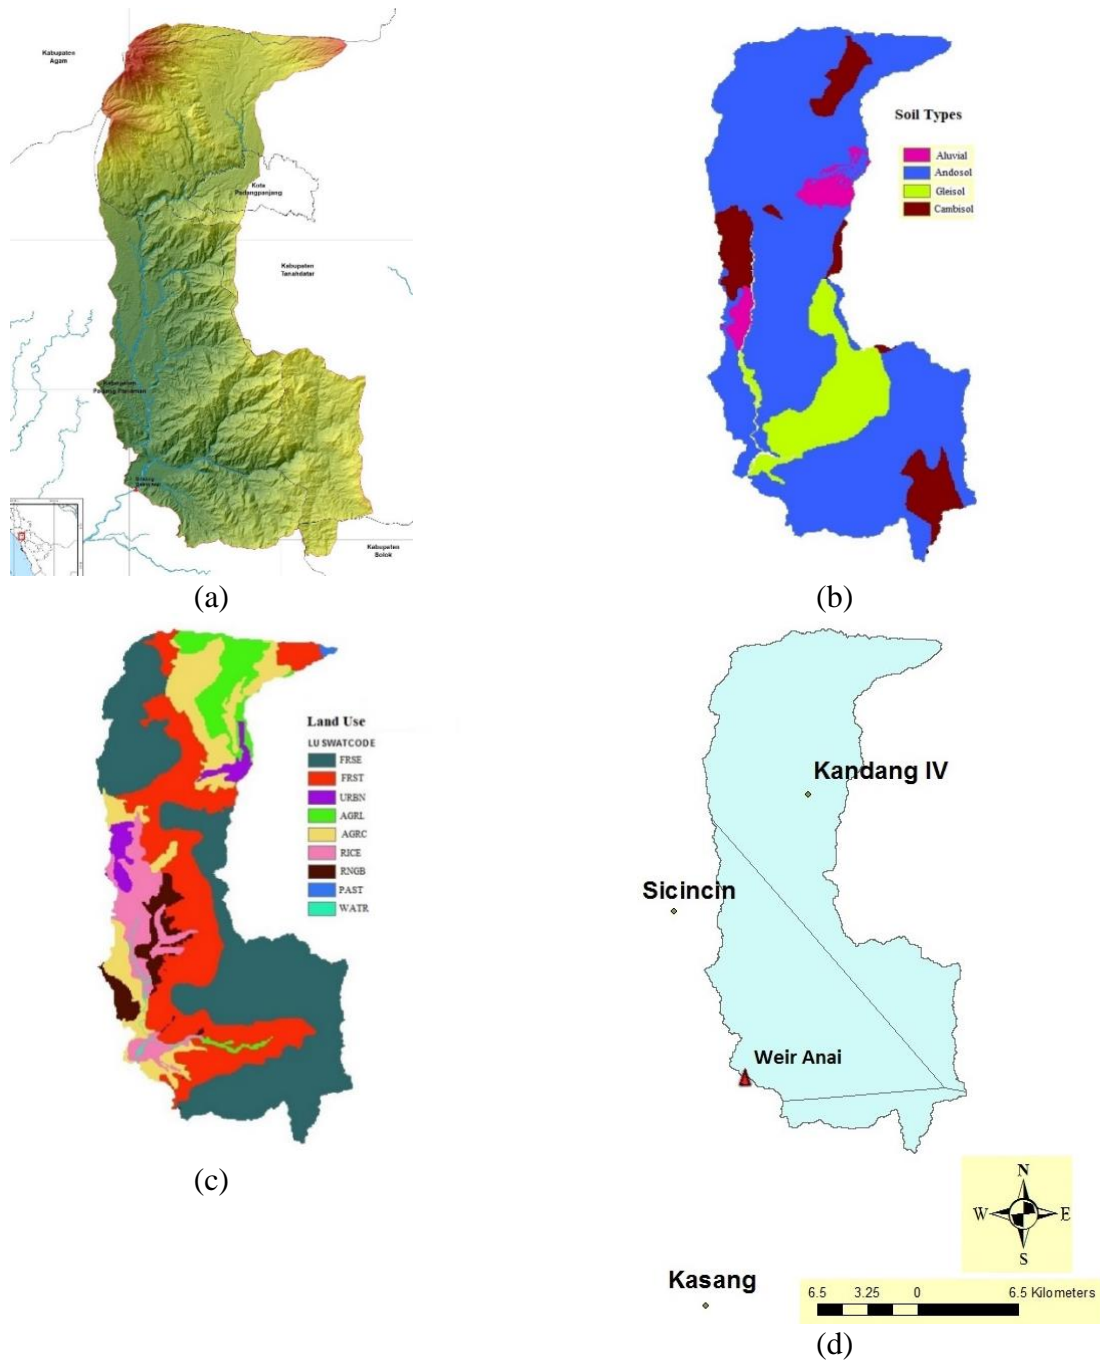 Kabupaten
Agam
Kota
Padangpanjang
Kabupaten
Tanahdatar
Kabupaten
Padang Pariaman
Kabupaten
Solok
(a)
Soil Types
Aluvial
Andosol
Gleisol
Cambisol
(b)
Land Use
LUSWATCODE
FRSE
FRST
URBN
AGRL
AGRC
RICE
RNGB
PAST
WATR
(c)
Kandang IV
Sicincin
Weir Anai
Kasang
N
W E
S
6.5 3.25 0 6.5 Kilometers
(d)